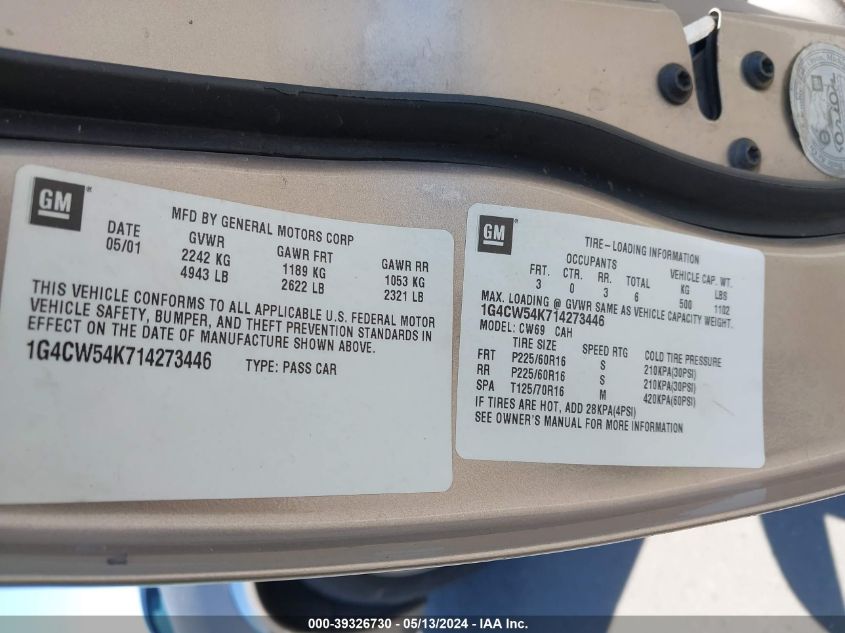 GM
MFD BY GENERAL MOTORS CORP
DATE GVWR GAWR FRT GAWR RR
05/01 2242 KG 1189 KG 1053 KG
4943 LB 2622 LB 2321 LB
THIS VEHICLE CONFORMS TO ALL APPLICABLE U.S. FEDERAL MOTOR
VEHICLE SAFETY, BUMPER, AND THEFT PREVENTION STANDARDS IN
EFFECT ON THE DATE OF MANUFACTURE SHOWN ABOVE.
1G4CW54K714273446 TYPE: PASS CAR
GM
TIRE-LOADING INFORMATION
OCCUPANTS VEHICLE CAP. WT.
FRT. CTR. RR. TOTAL KG LBS
3 0 3 6 500 1102
MAX. LOADING @ GVWR SAME AS VEHICLE CAPACITY WEIGHT.
1G4CW54K714273446
MODEL: CW69 CAH
TIRE SIZE SPEED RTG COLD TIRE PRESSURE
FRT P225/60R16 S 210KPA(30PSI)
RR P225/60R16 S 210KPA(30PSI)
SPA T125/70R16 M 420KPA(60PSI)
IF TIRES ARE HOT, ADD 28KPA(4PSI)
SEE OWNER'S MANUAL FOR MORE INFORMATION
GM
000-39326730 - 05/13/2024 - IAA Inc.